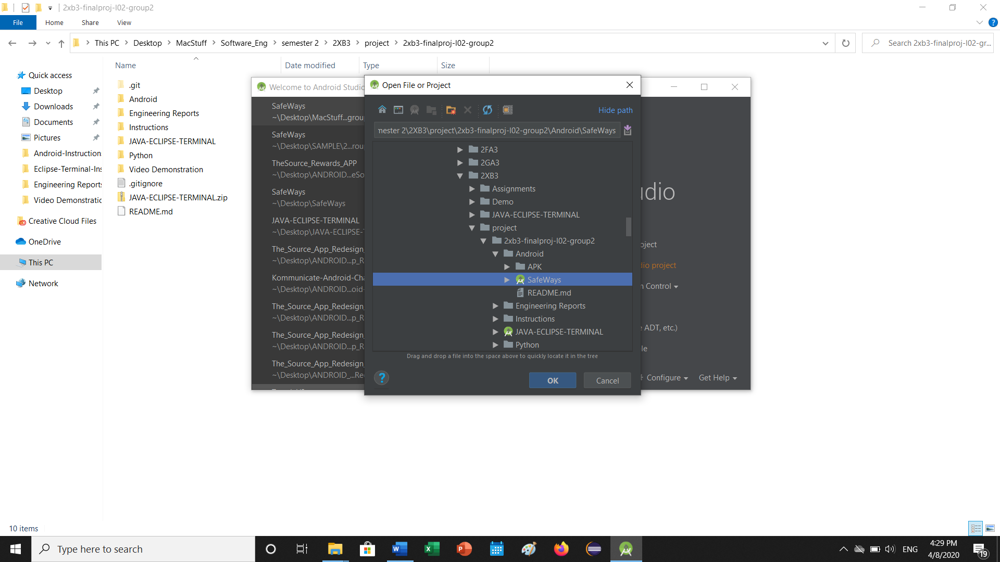 2xb3-finalproj-l02-group2
File Home Share View
This PC Desktop MacStuff Software_Eng semester 2 2XB3 project 2xb3-finalproj-l02-group2
Search 2xb3-finalproj-l02-gr...
Name Date modified Type Size
Quick access
Desktop
Downloads
Documents
Pictures
Android-Instruction
Eclipse-Terminal-Ins
Engineering Reports
Video Demonstratic
Creative Cloud Files
OneDrive
This PC
Network
.git
Android
Engineering Reports
Instructions
JAVA-ECLIPSE-TERMINAL
Python
Video Demonstration
.gitignore
JAVA-ECLIPSE-TERMINAL.zip
README.md
Welcome to Android Studio
SafeWays
~\Desktop\MacStuff...grou
SafeWays
~\Desktop\SAMPLE\2...rou
TheSource_Rewards_APP
~\Desktop\ANDROID...eSo
SafeWays
~\Desktop\SafeWays
JAVA-ECLIPSE-TERMINAL
~\Desktop\JAVA-ECLIPSE-
The_Source_App_Redesign_
~\Desktop\ANDROID...p_R
Kommunicate-Android-Cha
~\Desktop\ANDROID...oid-
The_Source_App_Redesign_
~\Desktop\ANDROID...p_R
The_Source_App_Redesign_
~\Desktop\ANDROID...p_R
The_Source_App_Redesign_
~\Desktop\ANDROID_...Re
Open File or Project
Hide path
mester 2\2XB3\project\2xb3-finalproj-l02-group2\Android\SafeWays
2FA3
2GA3
2XB3
Assignments
Demo
JAVA-ECLIPSE-TERMINAL
project
2xb3-finalproj-l02-group2
Android
APK
SafeWays
README.md
Engineering Reports
Instructions
JAVA-ECLIPSE-TERMINAL
Python
Drag and drop a file into the space above to quickly locate it in the tree
?
OK Cancel
udio
oject
dio project
n Control
e ADT, etc.)
le
Configure Get Help
10 items
Type here to search
ENG
4:29 PM
4/8/2020
19